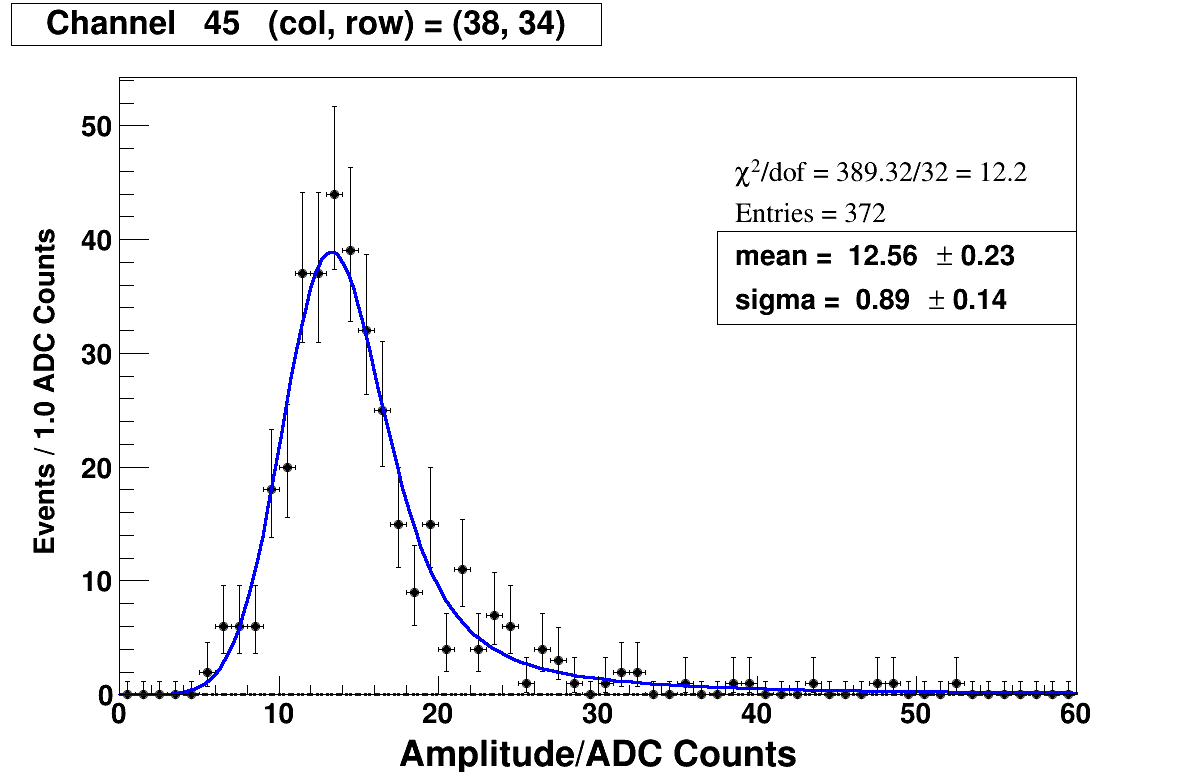 Channel 45 (col, row) = (38, 34)
χ²/dof = 389.32/32 = 12.2
Entries = 372
mean = 12.56 ± 0.23
sigma = 0.89 ± 0.14
Events / 1.0 ADC Counts
50
40
30
20
10
0
0 10 20 30 40 50 60
Amplitude/ADC Counts